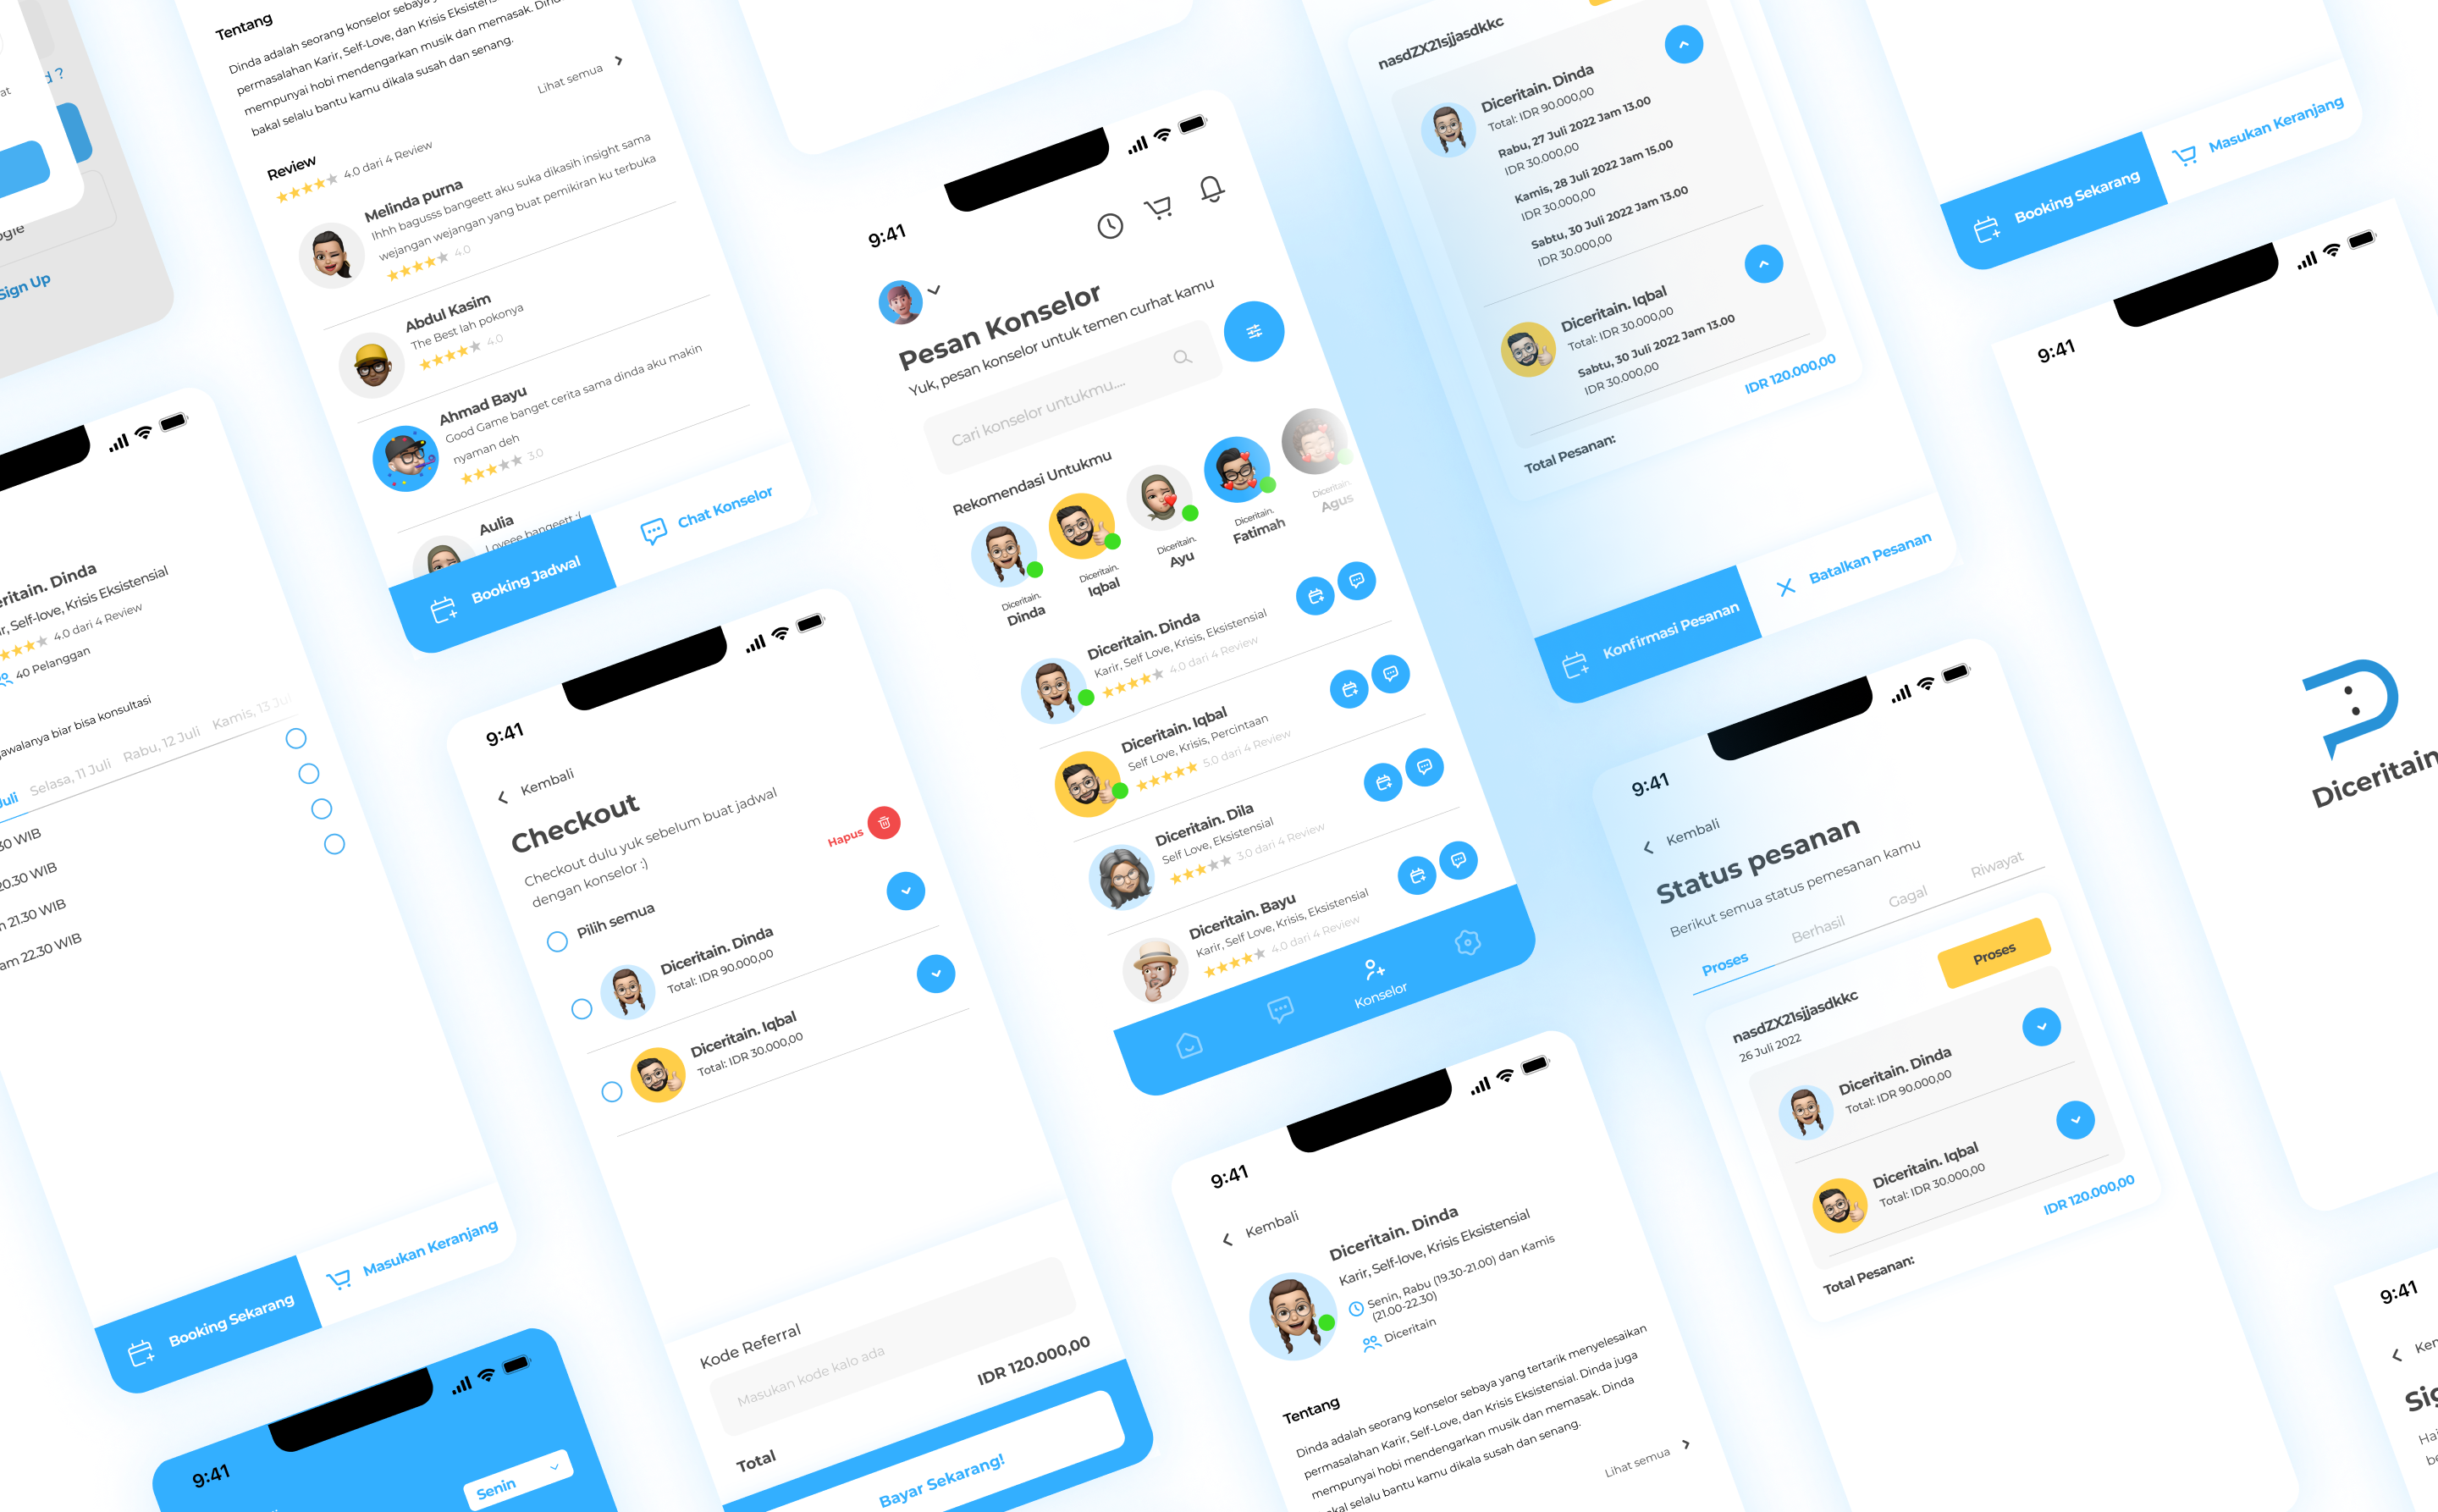 d ?
at
ogle
Sign Up
Tentang
Dinda adalah seorang konselor sebaya
permasalahan Karir, Self-Love, dan Krisis Eksistens
mempunyai hobi mendengarkan musik dan memasak. Dind
bakal selalu bantu kamu dikala susah dan senang.
Lihat semua
Review
4.0 dari 4 Review
Melinda purna
Ihhh bagusss bangeett aku suka dikasih insight sama
wejangan wejangan yang buat pemikiran ku terbuka
4.0
Abdul Kasim
The Best lah pokonya
4.0
Ahmad Bayu
Good Game banget cerita sama dinda aku makin
nyaman deh
3.0
Aulia
Loveee bangeett :(
Booking Jadwal
Chat Konselor
eritain. Dinda
r, Self-love, Krisis Eksistensial
4.0 dari 4 Review
40 Pelanggan
awalanya biar bisa konsultasi
Juli
Selasa, 11 Juli
Rabu, 12 Juli
Kamis, 13 Jul
30 WIB
20.30 WIB
n 21.30 WIB
am 22.30 WIB
Booking Sekarang
Masukan Keranjang
9:41
Senin
9:41
Kembali
Checkout
Checkout dulu yuk sebelum buat jadwal
dengan konselor :)
Hapus
Pilih semua
Diceritain. Dinda
Total: IDR 90.000,00
Diceritain. Iqbal
Total: IDR 30.000,00
Kode Referral
Masukan kode kalo ada
Total
IDR 120.000,00
Bayar Sekarang!
9:41
Pesan Konselor
Yuk, pesan konselor untuk temen curhat kamu
Cari konselor untukmu....
Rekomendasi Untukmu
Diceritain.
Dinda
Diceritain.
Iqbal
Diceritain.
Ayu
Diceritain.
Fatimah
Diceritain.
Agus
Diceritain. Dinda
Karir, Self Love, Krisis, Eksistensial
4.0 dari 4 Review
Diceritain. Iqbal
Self Love, Krisis, Percintaan
5.0 dari 4 Review
Diceritain. Dila
Self Love, Eksistensial
3.0 dari 4 Review
Diceritain. Bayu
Karir, Self Love, Krisis, Eksistensial
4.0 dari 4 Review
Konselor
9:41
Kembali
Diceritain. Dinda
Karir, Self-love, Krisis Eksistensial
Senin, Rabu (19.30-21.00) dan Kamis
(21.00-22.30)
Diceritain
Tentang
Dinda adalah seorang konselor sebaya yang tertarik menyelesaikan
permasalahan Karir, Self-Love, dan Krisis Eksistensial. Dinda juga
mempunyai hobi mendengarkan musik dan memasak. Dinda
akal selalu bantu kamu dikala susah dan senang.
Lihat semua
nasdZX21sjjasdkkc
Diceritain. Dinda
Total: IDR 90.000,00
Rabu, 27 Juli 2022 Jam 13.00
IDR 30.000,00
Kamis, 28 Juli 2022 Jam 15.00
IDR 30.000,00
Sabtu, 30 Juli 2022 Jam 13.00
IDR 30.000,00
Diceritain. Iqbal
Total: IDR 30.000,00
Sabtu, 30 Juli 2022 Jam 13.00
IDR 30.000,00
IDR 120.000,00
Total Pesanan:
Konfirmasi Pesanan
Batalkan Pesanan
9:41
Kembali
Status pesanan
Berikut semua status pemesanan kamu
Proses
Berhasil
Gagal
Riwayat
nasdZX21sjjasdkkc
26 Juli 2022
Proses
Diceritain. Dinda
Total: IDR 90.000,00
Diceritain. Iqbal
Total: IDR 30.000,00
IDR 120.000,00
Total Pesanan:
Booking Sekarang
Masukan Keranjang
9:41
Diceritain
9:41
Kem
Sig
Hai
be